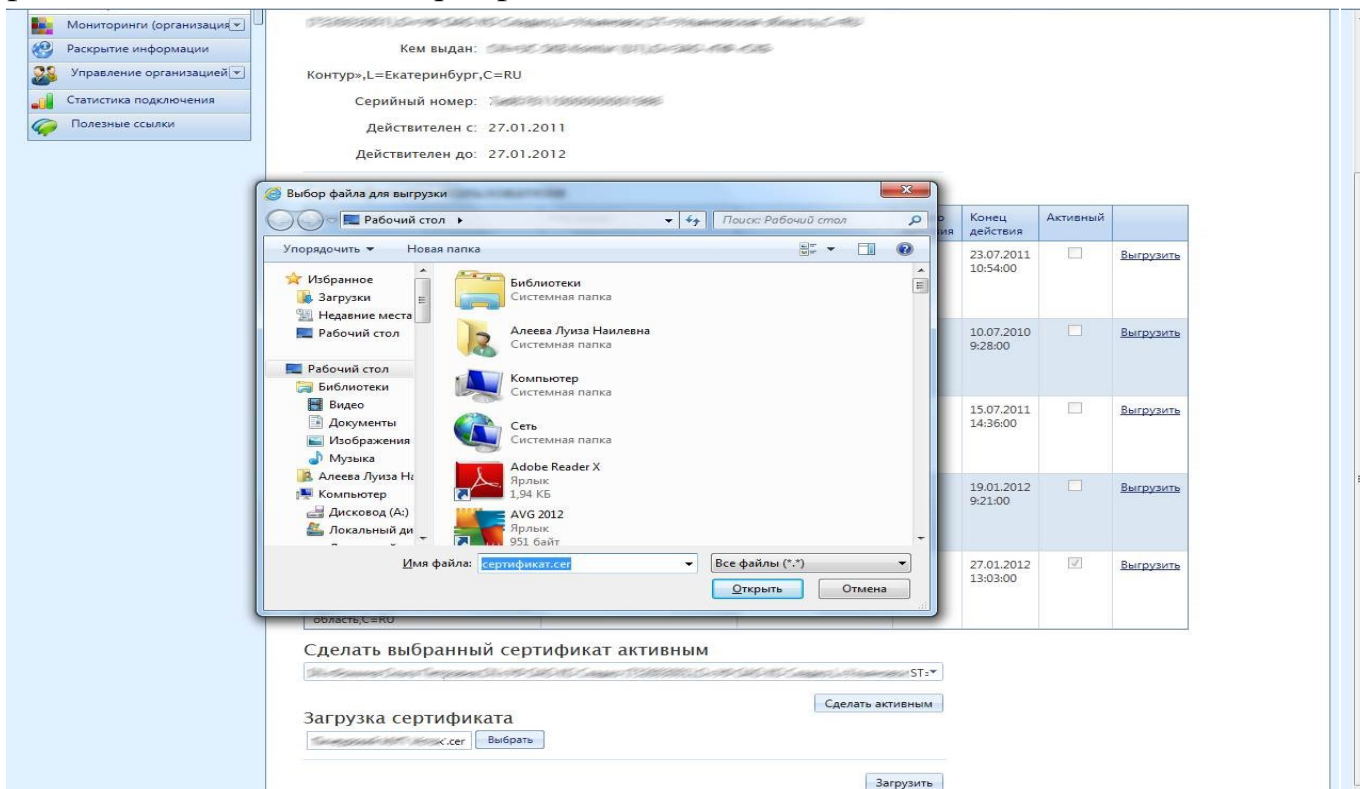 Мониторинги (организация
Раскрытие информации
Управление организацией
Статистика подключения
Полезные ссылки
Кем выдан:
Контур»,L=Екатеринбург,C=RU
Серийный номер:
Действителен с: 27.01.2011
Действителен до: 27.01.2012
Выбор файла для выгрузки
Рабочий стол
Поиск: Рабочий стол
Упорядочить
Новая папка
Избранное
Загрузки
Недавние места
Рабочий стол
Рабочий стол
Библиотеки
Видео
Документы
Изображения
Музыка
Алеева Луиза На
Компьютер
Дисковод (A:)
Локальный ди
Библиотеки
Системная папка
Алеева Луиза Наилевна
Системная папка
Компьютер
Системная папка
Сеть
Системная папка
Adobe Reader X
Ярлык
1,94 КБ
AVG 2012
Ярлык
951 байт
Имя файла: сертификат.cer
Все файлы (*.*)
Открыть
Отмена
Конец действия
Активный
23.07.2011 10:54:00
Выгрузить
10.07.2010 9:28:00
Выгрузить
15.07.2011 14:36:00
Выгрузить
19.01.2012 9:21:00
Выгрузить
27.01.2012 13:03:00
Выгрузить
область,C=RU
Сделать выбранный сертификат активным
ST=
Сделать активным
Загрузка сертификата
.cer
Выбрать
Загрузить